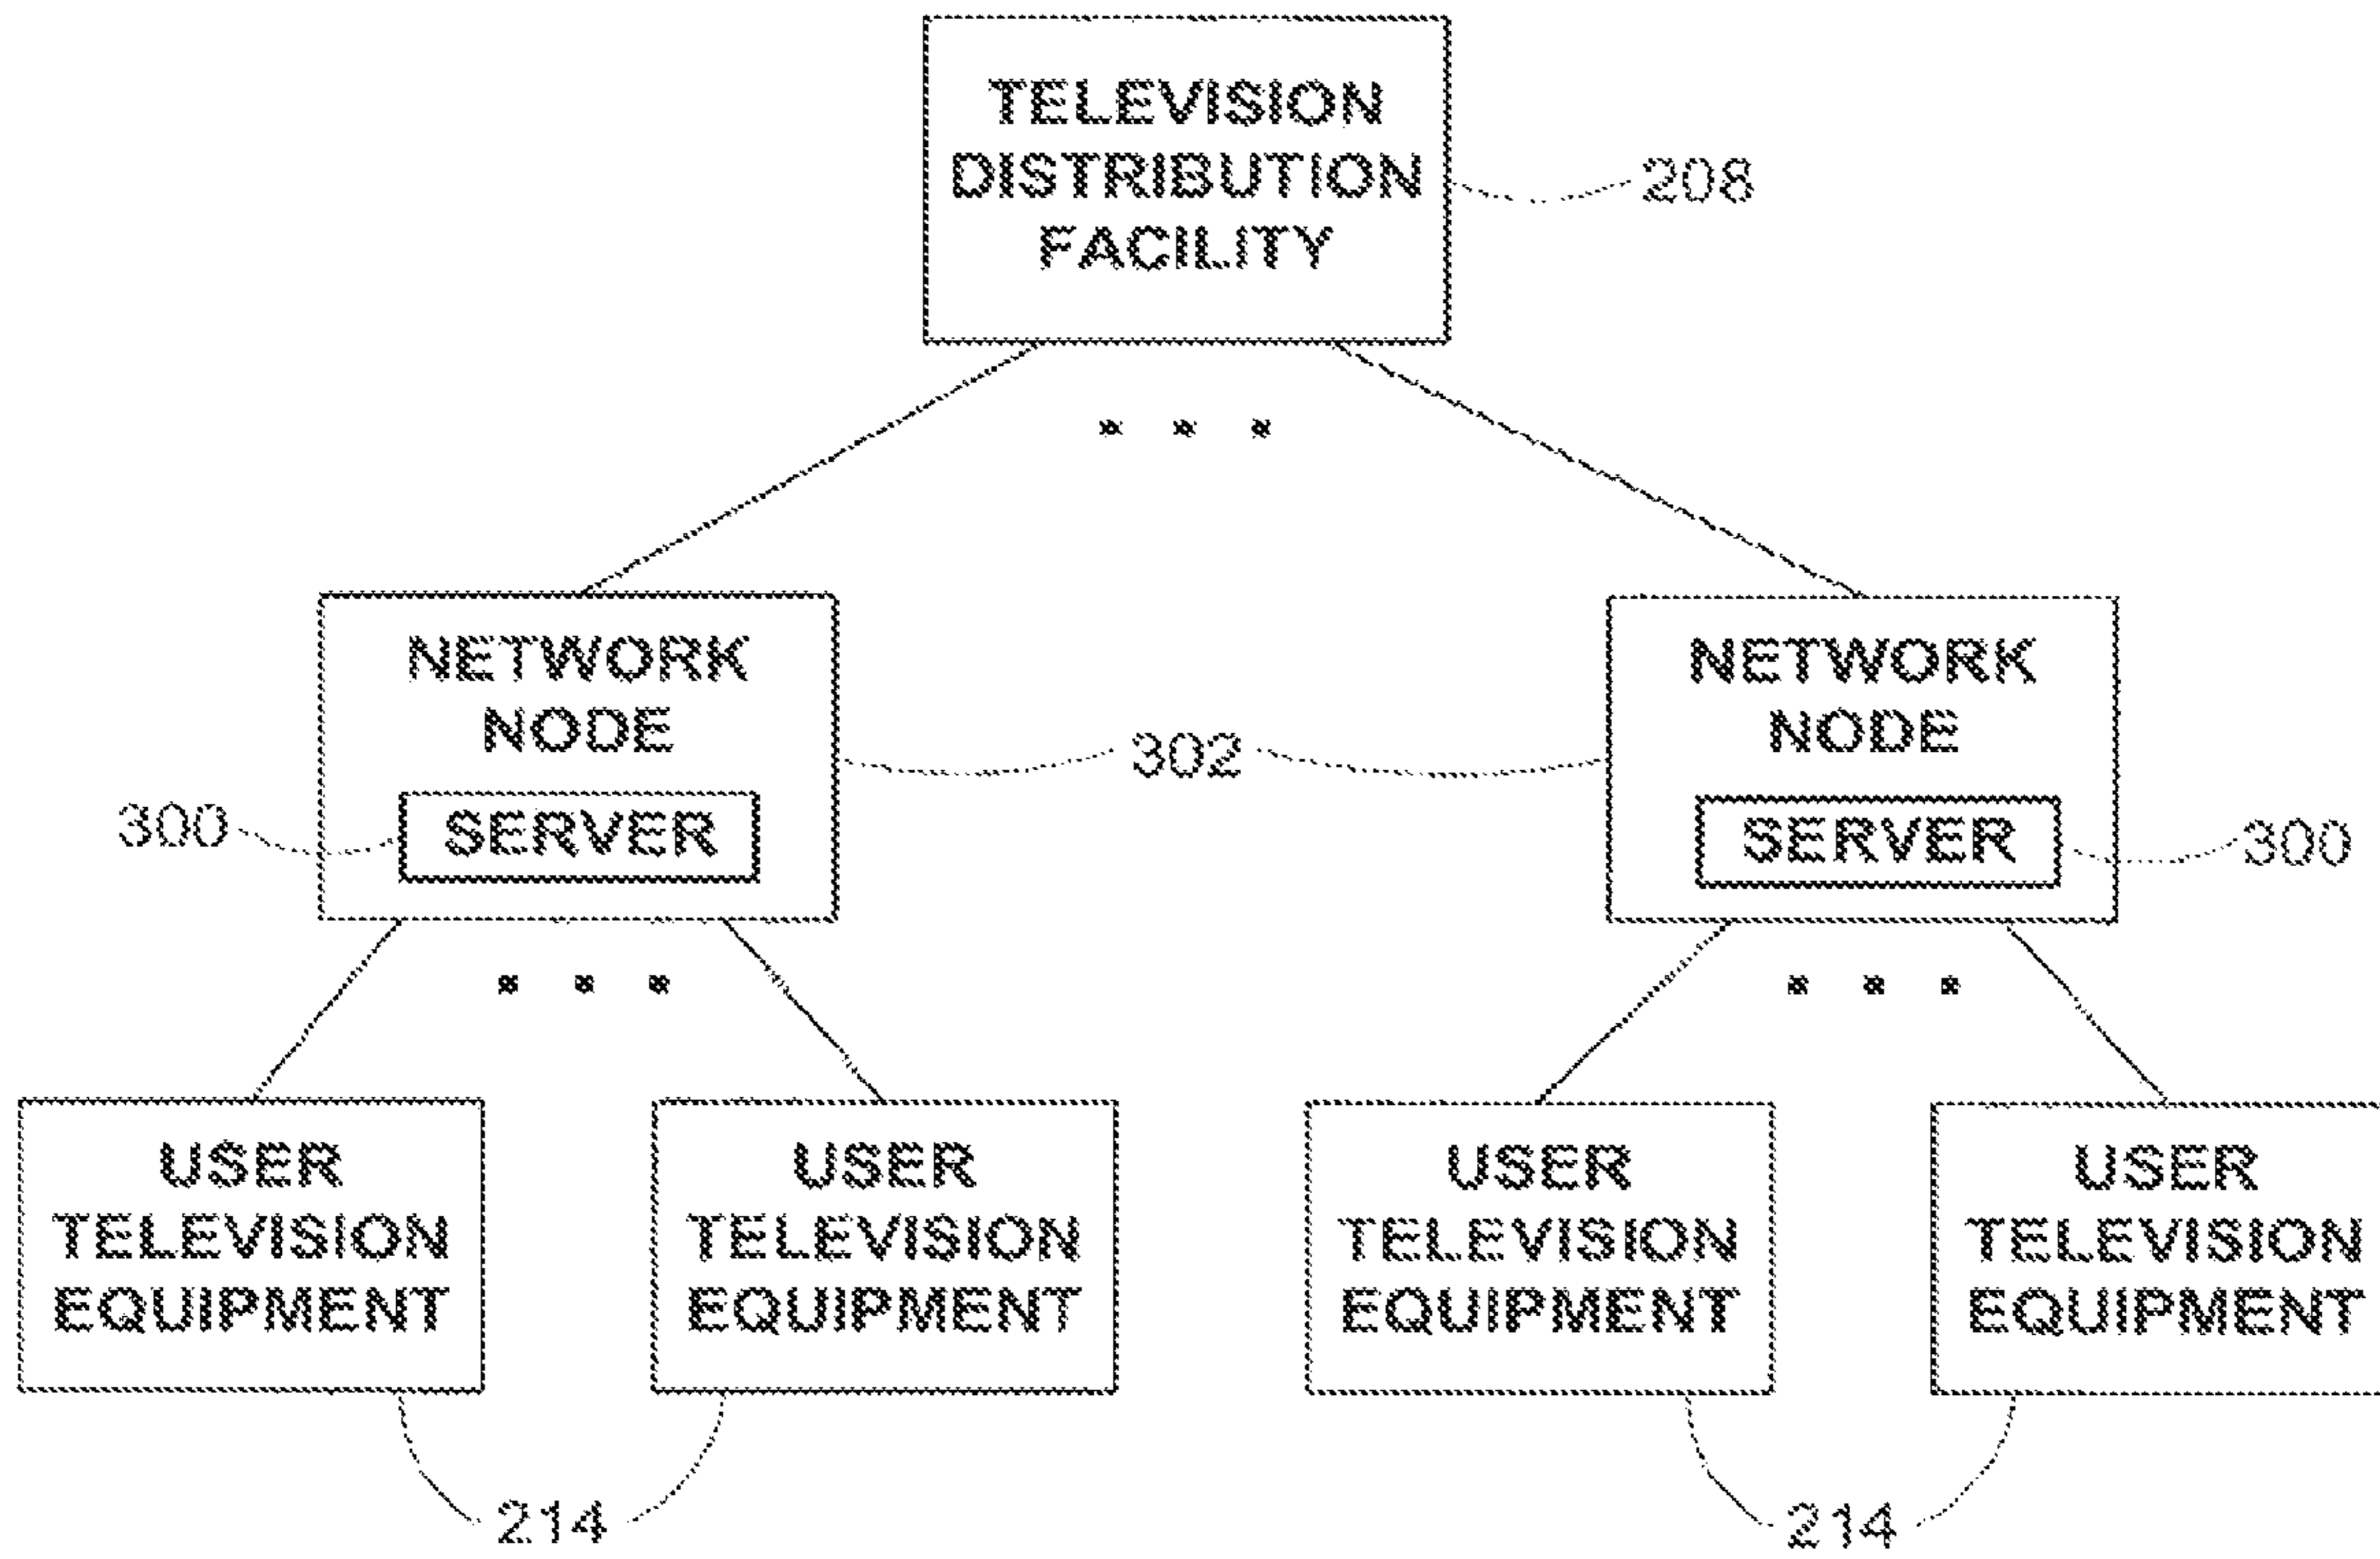 TELEVISION
DISTRIBUTION
FACILITY
208
NETWORK
NODE
SERVER
300
302
NETWORK
NODE
SERVER
300
USER
TELEVISION
EQUIPMENT
USER
TELEVISION
EQUIPMENT
214
USER
TELEVISION
EQUIPMENT
USER
TELEVISION
EQUIPMENT
214